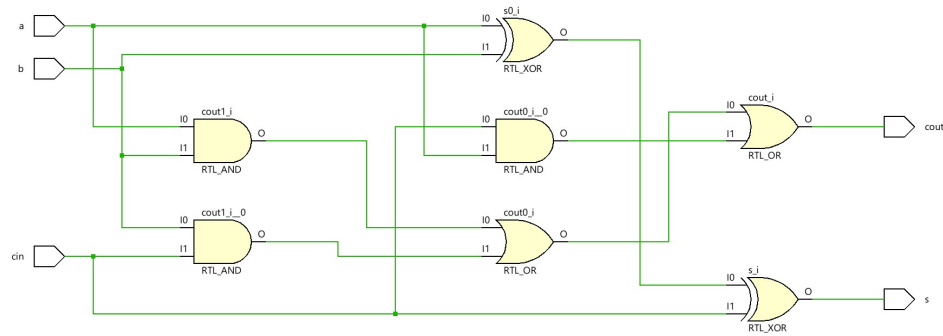 s0_i
a
I0
O
I1
b
RTL_XOR
cout1_i
cout0_i__0
cout_i
I0
O
I0
O
I0
O
cout
I1
I1
I1
RTL_AND
RTL_AND
RTL_OR
cout1_i__0
cout0_i
I0
O
I0
O
cin
I1
I1
RTL_AND
RTL_OR
s_i
I0
O
s
I1
RTL_XOR